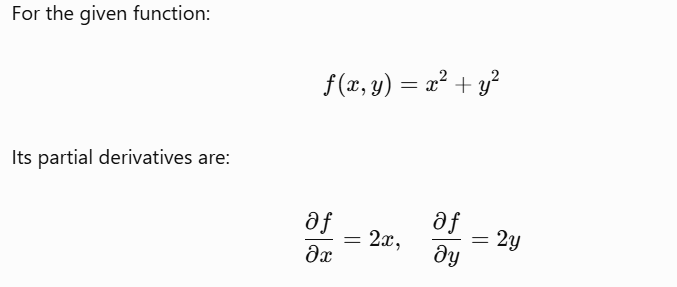 For the given function:
f(x, y) = x² + y²
Its partial derivatives are:
∂f/∂x = 2x, ∂f/∂y = 2y